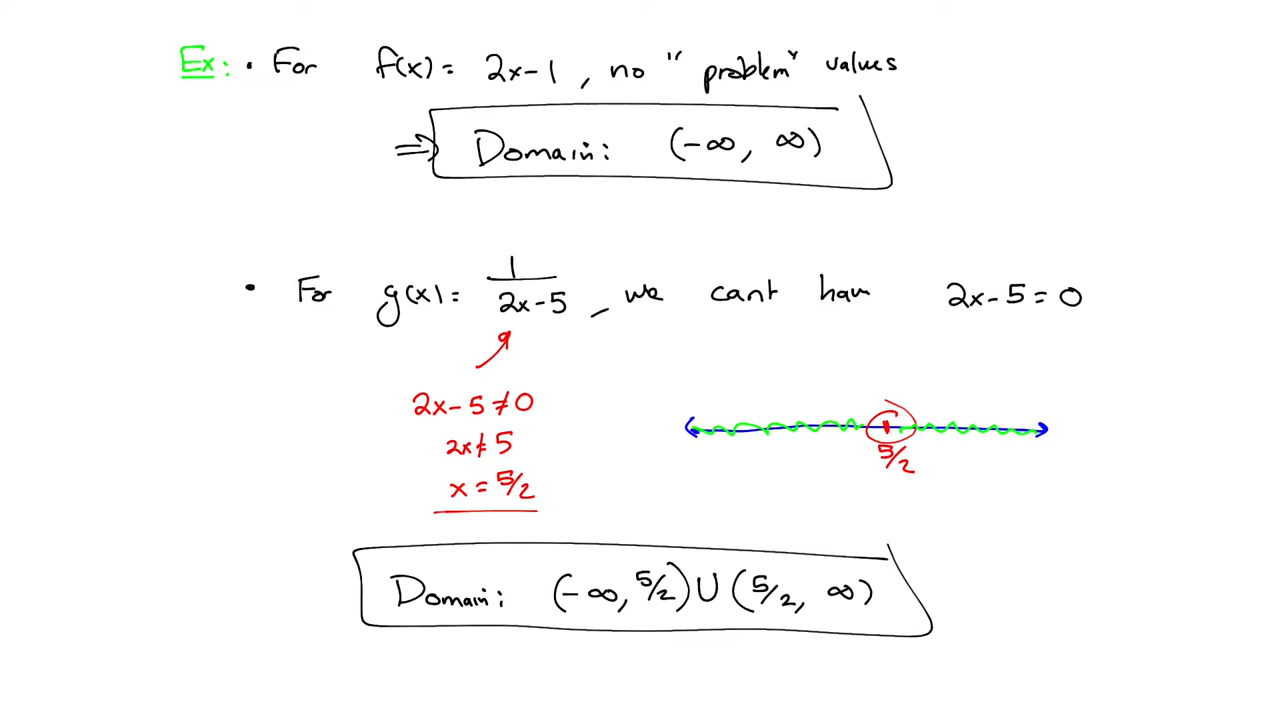 Ex: • For f(x) = 2x-1, no "problem" values
⇒ Domain: (-∞, ∞)
• For g(x) = 1/(2x-5), we cant have 2x-5=0
2x-5≠0
2x≠5
x = 5/2
5/2
Domain: (-∞, 5/2) ∪ (5/2, ∞)